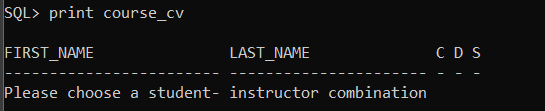 SQL> print course_cv
FIRST_NAME LAST_NAME C D S
------------------------- ------------------------- - - -
Please choose a student- instructor combination